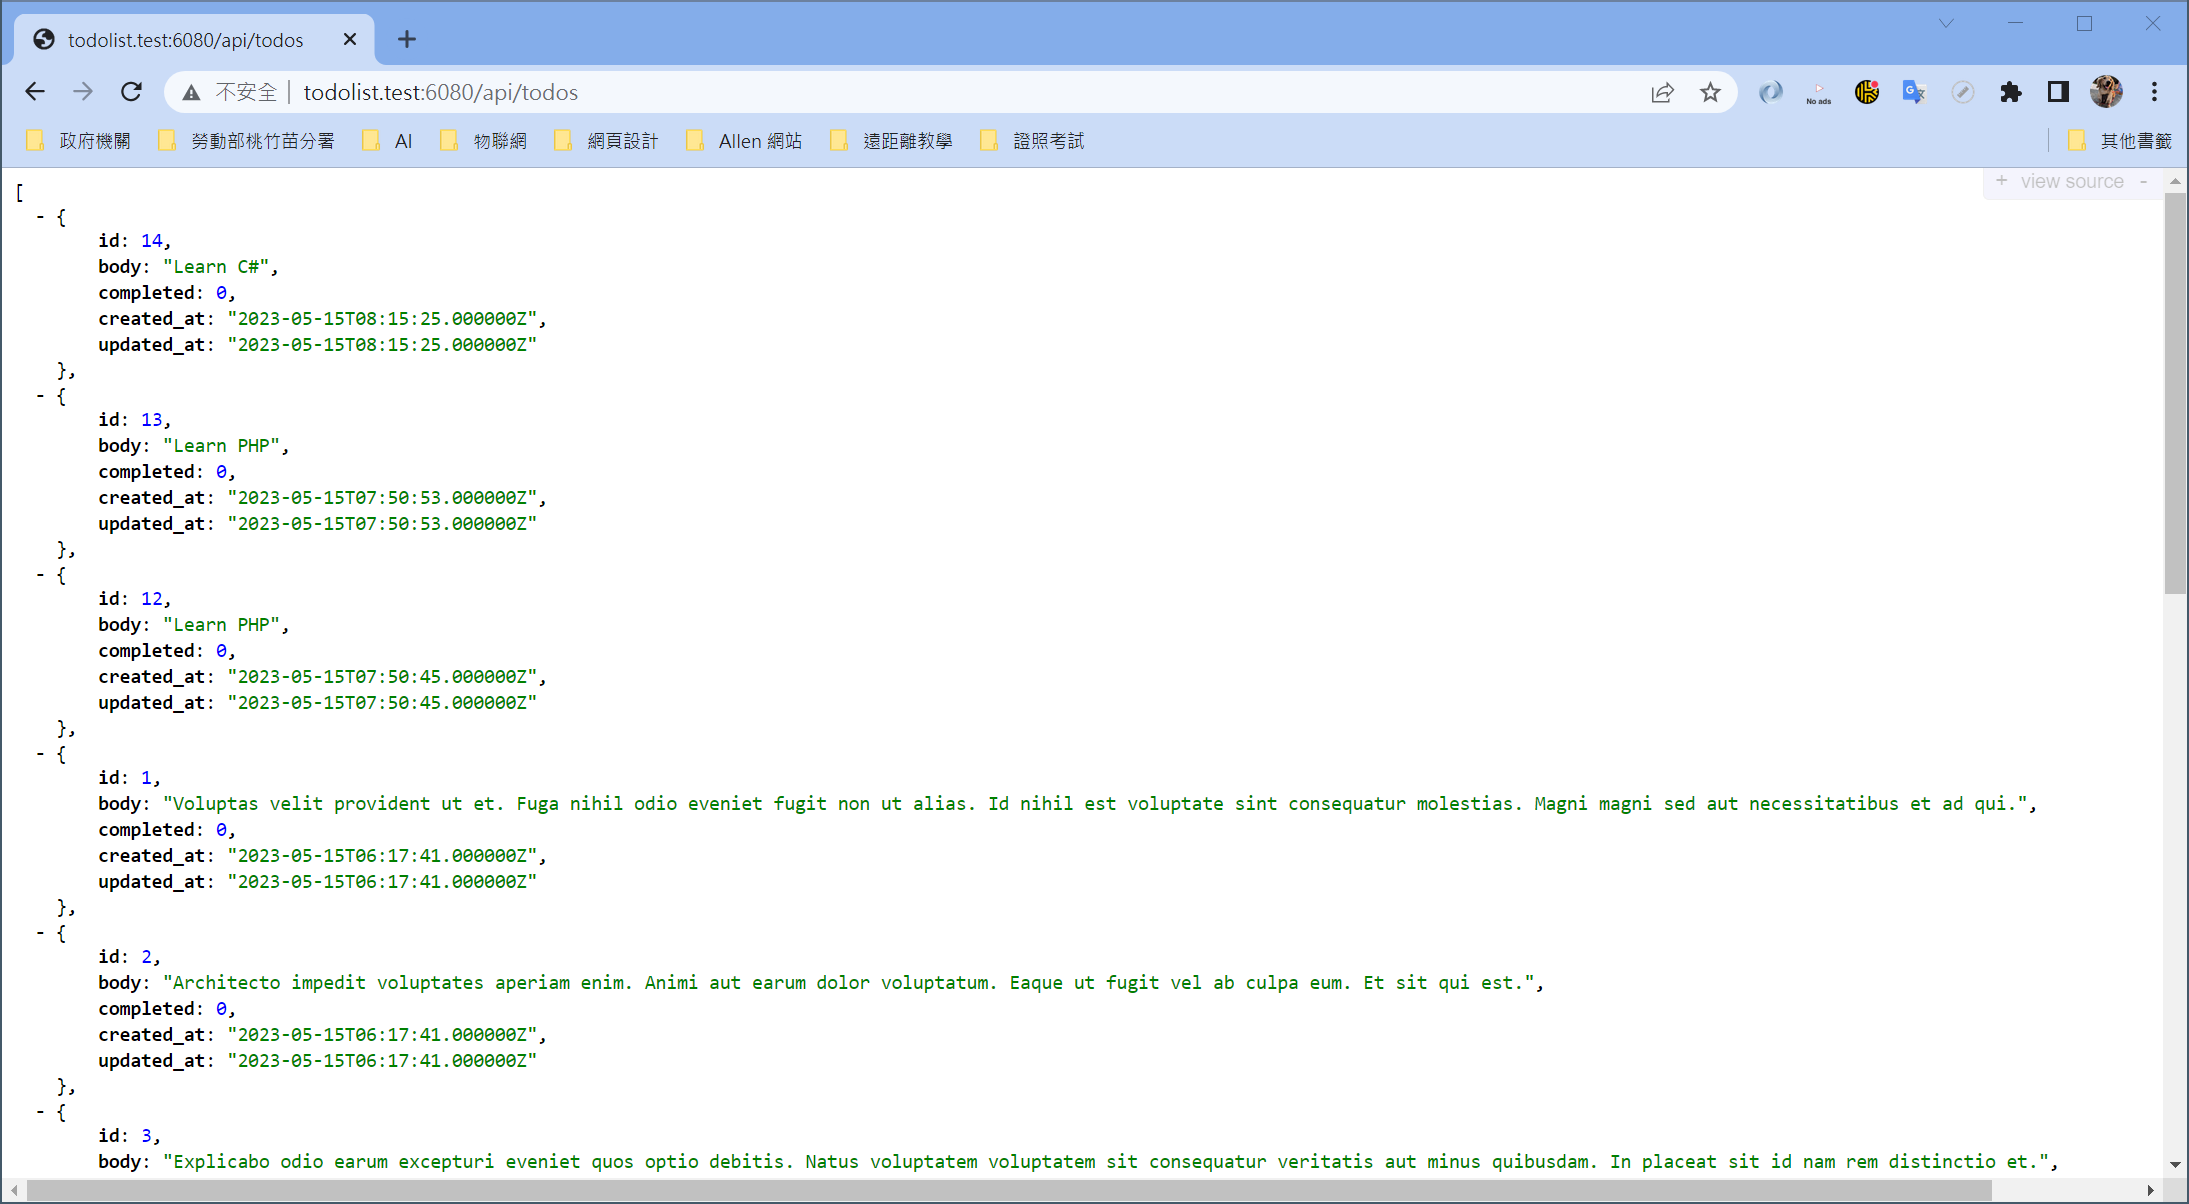 todolist.test:6080/api/todos
不安全 | todolist.test:6080/api/todos
No ads
政府機關 勞動部桃竹苗分署 AI 物聯網 網頁設計 Allen 網站 遠距離教學 證照考試 其他書籤
+ view source -
[
- {
id: 14,
body: "Learn C#",
completed: 0,
created_at: "2023-05-15T08:15:25.000000Z",
updated_at: "2023-05-15T08:15:25.000000Z"
},
- {
id: 13,
body: "Learn PHP",
completed: 0,
created_at: "2023-05-15T07:50:53.000000Z",
updated_at: "2023-05-15T07:50:53.000000Z"
},
- {
id: 12,
body: "Learn PHP",
completed: 0,
created_at: "2023-05-15T07:50:45.000000Z",
updated_at: "2023-05-15T07:50:45.000000Z"
},
- {
id: 1,
body: "Voluptas velit provident ut et. Fuga nihil odio eveniet fugit non ut alias. Id nihil est voluptate sint consequatur molestias. Magni magni sed aut necessitatibus et ad qui.",
completed: 0,
created_at: "2023-05-15T06:17:41.000000Z",
updated_at: "2023-05-15T06:17:41.000000Z"
},
- {
id: 2,
body: "Architecto impedit voluptates aperiam enim. Animi aut earum dolor voluptatum. Eaque ut fugit vel ab culpa eum. Et sit qui est.",
completed: 0,
created_at: "2023-05-15T06:17:41.000000Z",
updated_at: "2023-05-15T06:17:41.000000Z"
},
- {
id: 3,
body: "Explicabo odio earum excepturi eveniet quos optio debitis. Natus voluptatem voluptatem sit consequatur veritatis aut minus quibusdam. In placeat sit id nam rem distinctio et.",